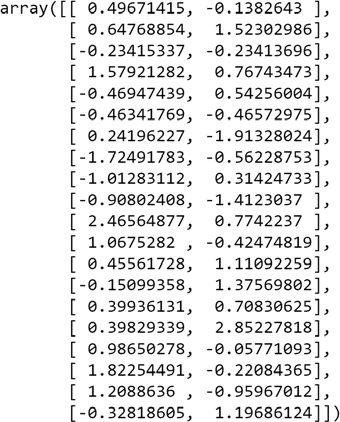 array([[ 0.49671415, -0.1382643 ],
       [ 0.64768854,  1.52302986],
       [-0.23415337, -0.23413696],
       [ 1.57921282,  0.76743473],
       [-0.46947439,  0.54256004],
       [-0.46341769, -0.46572975],
       [ 0.24196227, -1.91328024],
       [-1.72491783, -0.56228753],
       [-1.01283112,  0.31424733],
       [-0.90802408, -1.4123037 ],
       [ 2.46564877,  0.7742237 ],
       [ 1.0675282 , -0.42474819],
       [ 0.45561728,  1.11092259],
       [-0.15099358,  1.37569802],
       [ 0.39936131,  0.70830625],
       [ 0.39829339,  2.85227818],
       [ 0.98650278, -0.05771093],
       [ 1.82254491, -0.22084365],
       [ 1.2088636 , -0.95967012],
       [-0.32818605,  1.19686124]])